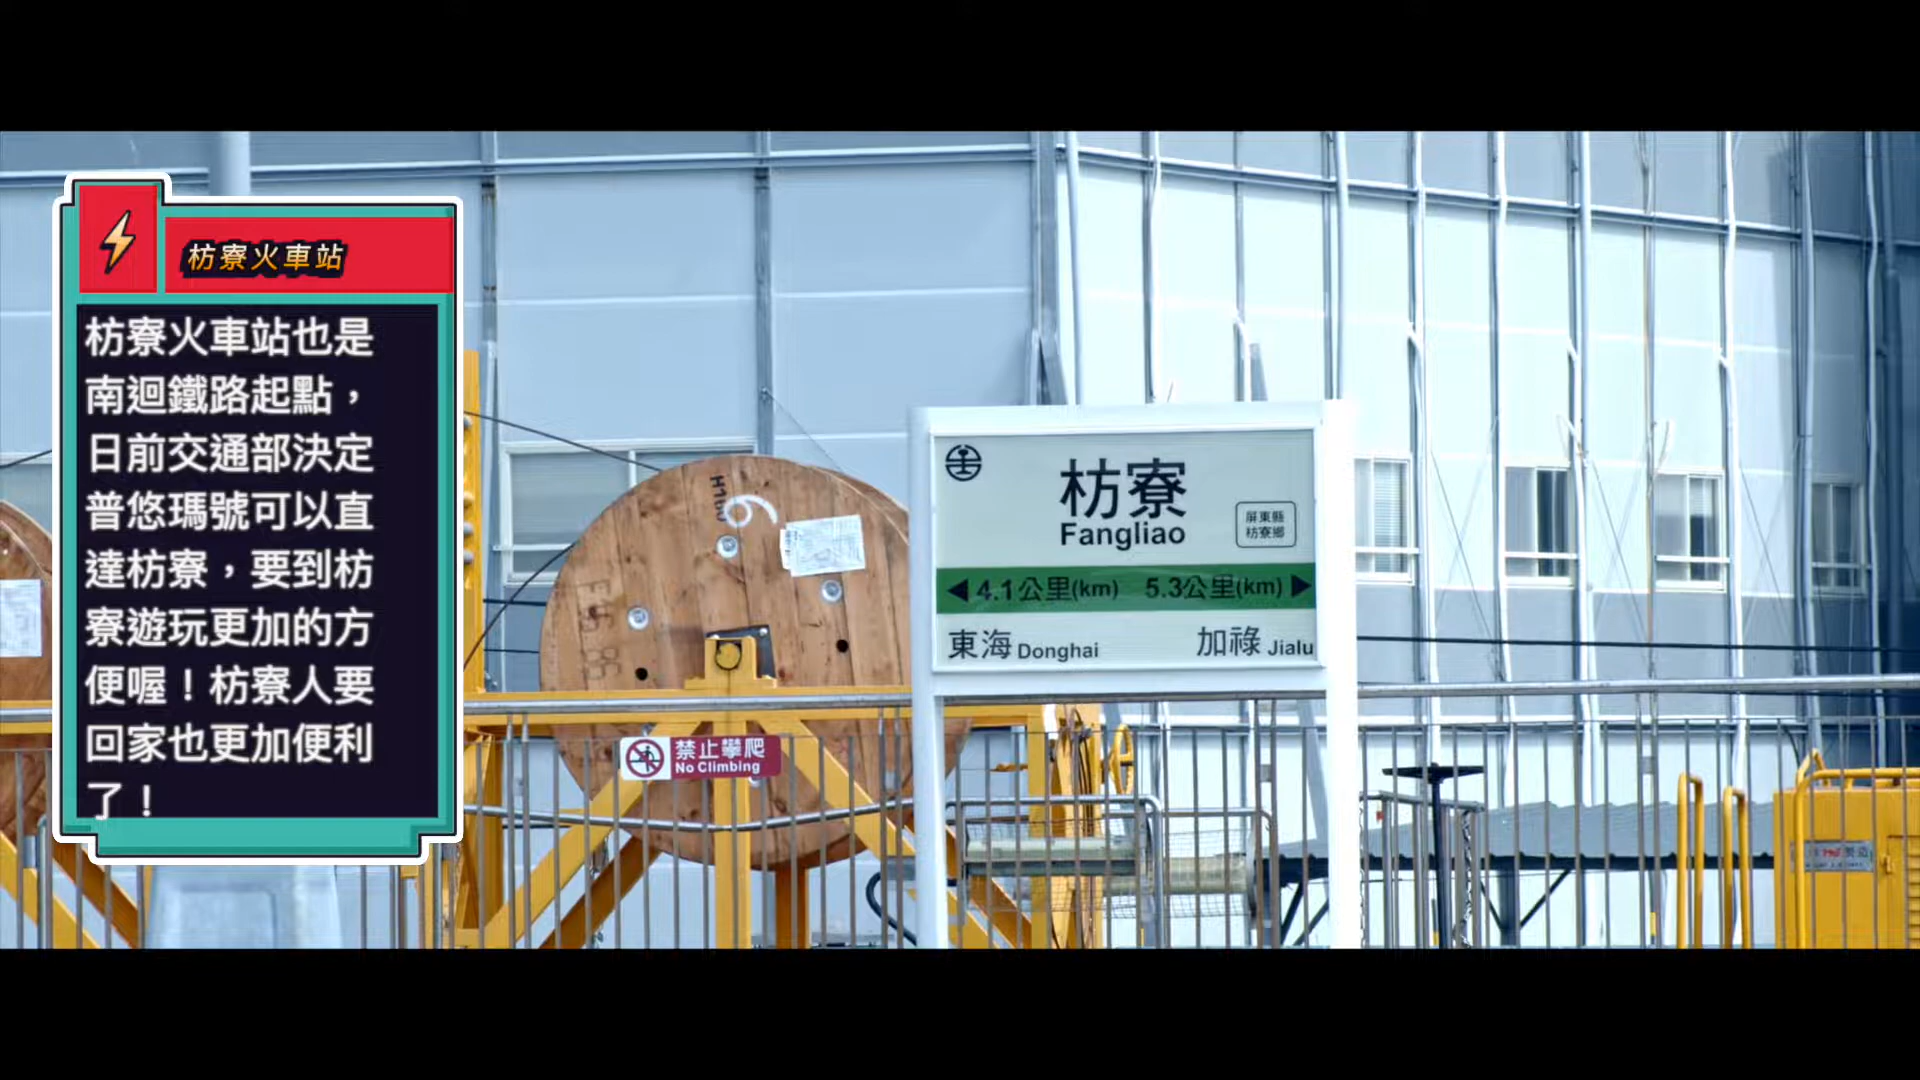 枋寮火車站
枋寮火車站也是
南迴鐵路起點，
日前交通部決定
普悠瑪號可以直
達枋寮，要到枋
寮遊玩更加的方
便喔！枋寮人要
回家也更加便利
了！
枋寮
Fangliao
屏東縣
枋寮鄉
4.1公里(km) 5.3公里(km)
東海 Donghai 加祿 Jialu
禁止攀爬
No Climbing
6